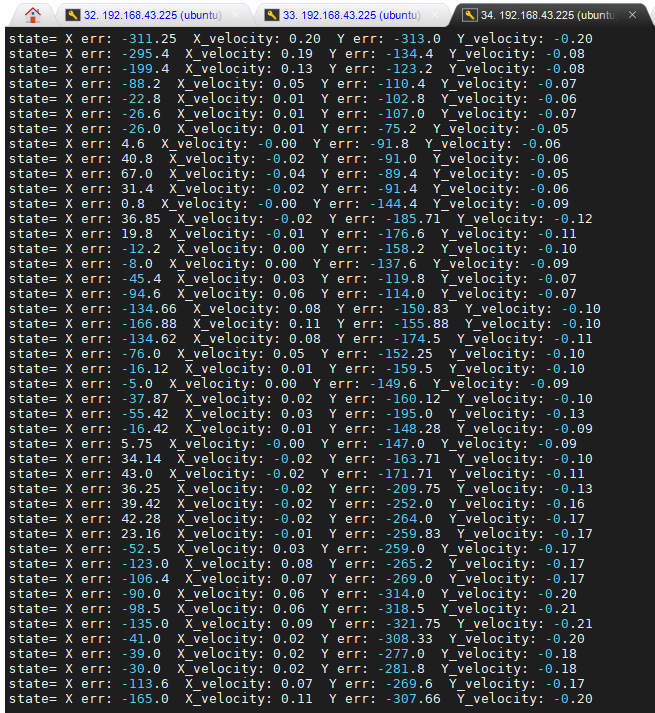 32. 192.168.43.225 (ubuntu)
33. 192.168.43.225 (ubuntu)
34. 192.168.43.225 (ubuntu
state= X err: -311.25  X_velocity: 0.20  Y err: -313.0  Y_velocity: -0.20
state= X err: -295.4  X_velocity: 0.19  Y err: -134.4  Y_velocity: -0.08
state= X err: -199.4  X_velocity: 0.13  Y err: -123.2  Y_velocity: -0.08
state= X err: -88.2  X_velocity: 0.05  Y err: -110.4  Y_velocity: -0.07
state= X err: -22.8  X_velocity: 0.01  Y err: -102.8  Y_velocity: -0.06
state= X err: -26.6  X_velocity: 0.01  Y err: -107.0  Y_velocity: -0.07
state= X err: -26.0  X_velocity: 0.01  Y err: -75.2  Y_velocity: -0.05
state= X err: 4.6  X_velocity: -0.00  Y err: -91.8  Y_velocity: -0.06
state= X err: 40.8  X_velocity: -0.02  Y err: -91.0  Y_velocity: -0.06
state= X err: 67.0  X_velocity: -0.04  Y err: -89.4  Y_velocity: -0.05
state= X err: 31.4  X_velocity: -0.02  Y err: -91.4  Y_velocity: -0.06
state= X err: 0.8  X_velocity: -0.00  Y err: -144.4  Y_velocity: -0.09
state= X err: 36.85  X_velocity: -0.02  Y err: -185.71  Y_velocity: -0.12
state= X err: 19.8  X_velocity: -0.01  Y err: -176.6  Y_velocity: -0.11
state= X err: -12.2  X_velocity: 0.00  Y err: -158.2  Y_velocity: -0.10
state= X err: -8.0  X_velocity: 0.00  Y err: -137.6  Y_velocity: -0.09
state= X err: -45.4  X_velocity: 0.03  Y err: -119.8  Y_velocity: -0.07
state= X err: -94.6  X_velocity: 0.06  Y err: -114.0  Y_velocity: -0.07
state= X err: -134.66  X_velocity: 0.08  Y err: -150.83  Y_velocity: -0.10
state= X err: -166.88  X_velocity: 0.11  Y err: -155.88  Y_velocity: -0.10
state= X err: -134.62  X_velocity: 0.08  Y err: -174.5  Y_velocity: -0.11
state= X err: -76.0  X_velocity: 0.05  Y err: -152.25  Y_velocity: -0.10
state= X err: -16.12  X_velocity: 0.01  Y err: -159.5  Y_velocity: -0.10
state= X err: -5.0  X_velocity: 0.00  Y err: -149.6  Y_velocity: -0.09
state= X err: -37.87  X_velocity: 0.02  Y err: -160.12  Y_velocity: -0.10
state= X err: -55.42  X_velocity: 0.03  Y err: -195.0  Y_velocity: -0.13
state= X err: -16.42  X_velocity: 0.01  Y err: -148.28  Y_velocity: -0.09
state= X err: 5.75  X_velocity: -0.00  Y err: -147.0  Y_velocity: -0.09
state= X err: 34.14  X_velocity: -0.02  Y err: -163.71  Y_velocity: -0.10
state= X err: 43.0  X_velocity: -0.02  Y err: -171.71  Y_velocity: -0.11
state= X err: 36.25  X_velocity: -0.02  Y err: -209.75  Y_velocity: -0.13
state= X err: 39.42  X_velocity: -0.02  Y err: -252.0  Y_velocity: -0.16
state= X err: 42.28  X_velocity: -0.02  Y err: -264.0  Y_velocity: -0.17
state= X err: 23.16  X_velocity: -0.01  Y err: -259.83  Y_velocity: -0.17
state= X err: -52.5  X_velocity: 0.03  Y err: -259.0  Y_velocity: -0.17
state= X err: -123.0  X_velocity: 0.08  Y err: -265.2  Y_velocity: -0.17
state= X err: -106.4  X_velocity: 0.07  Y err: -269.0  Y_velocity: -0.17
state= X err: -90.0  X_velocity: 0.06  Y err: -314.0  Y_velocity: -0.20
state= X err: -98.5  X_velocity: 0.06  Y err: -318.5  Y_velocity: -0.21
state= X err: -135.0  X_velocity: 0.09  Y err: -321.75  Y_velocity: -0.21
state= X err: -41.0  X_velocity: 0.02  Y err: -308.33  Y_velocity: -0.20
state= X err: -39.0  X_velocity: 0.02  Y err: -277.0  Y_velocity: -0.18
state= X err: -30.0  X_velocity: 0.02  Y err: -281.8  Y_velocity: -0.18
state= X err: -113.6  X_velocity: 0.07  Y err: -269.6  Y_velocity: -0.17
state= X err: -165.0  X_velocity: 0.11  Y err: -307.66  Y_velocity: -0.20